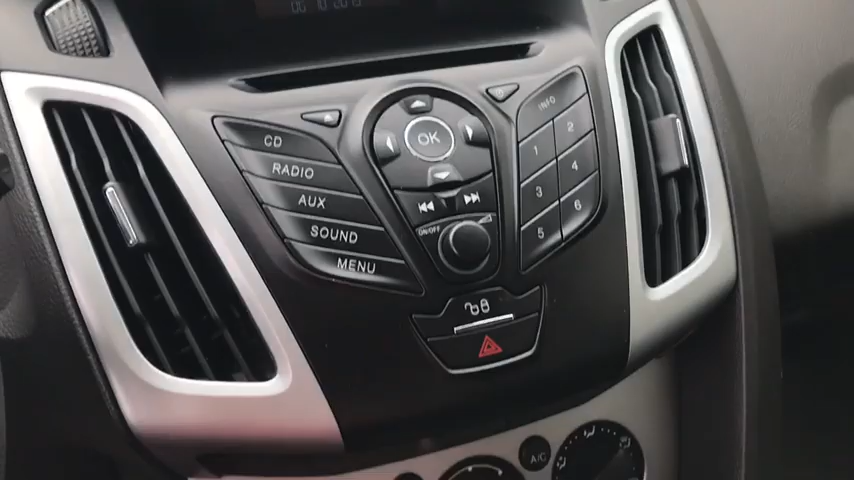 CD
RADIO
AUX
SOUND
MENU
OK
ON/OFF
INFO
1 2
3 4
5 6
A/C